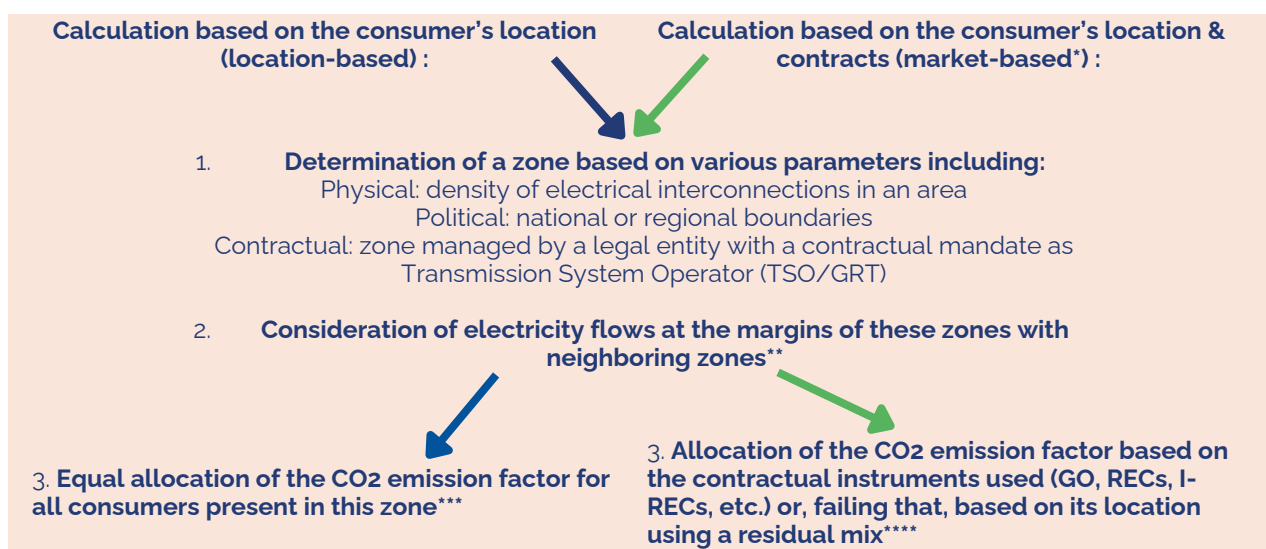 Calculation based on the consumer's location
(location-based) :
Calculation based on the consumer's location &
contracts (market-based*) :
1. Determination of a zone based on various parameters including:
Physical: density of electrical interconnections in an area
Political: national or regional boundaries
Contractual: zone managed by a legal entity with a contractual mandate as
Transmission System Operator (TSO/GRT)
2. Consideration of electricity flows at the margins of these zones with
neighboring zones**
3. Equal allocation of the CO2 emission factor for
all consumers present in this zone***
3. Allocation of the CO2 emission factor based on
the contractual instruments used (GO, RECs, I-
RECs, etc.) or, failing that, based on its location
using a residual mix****